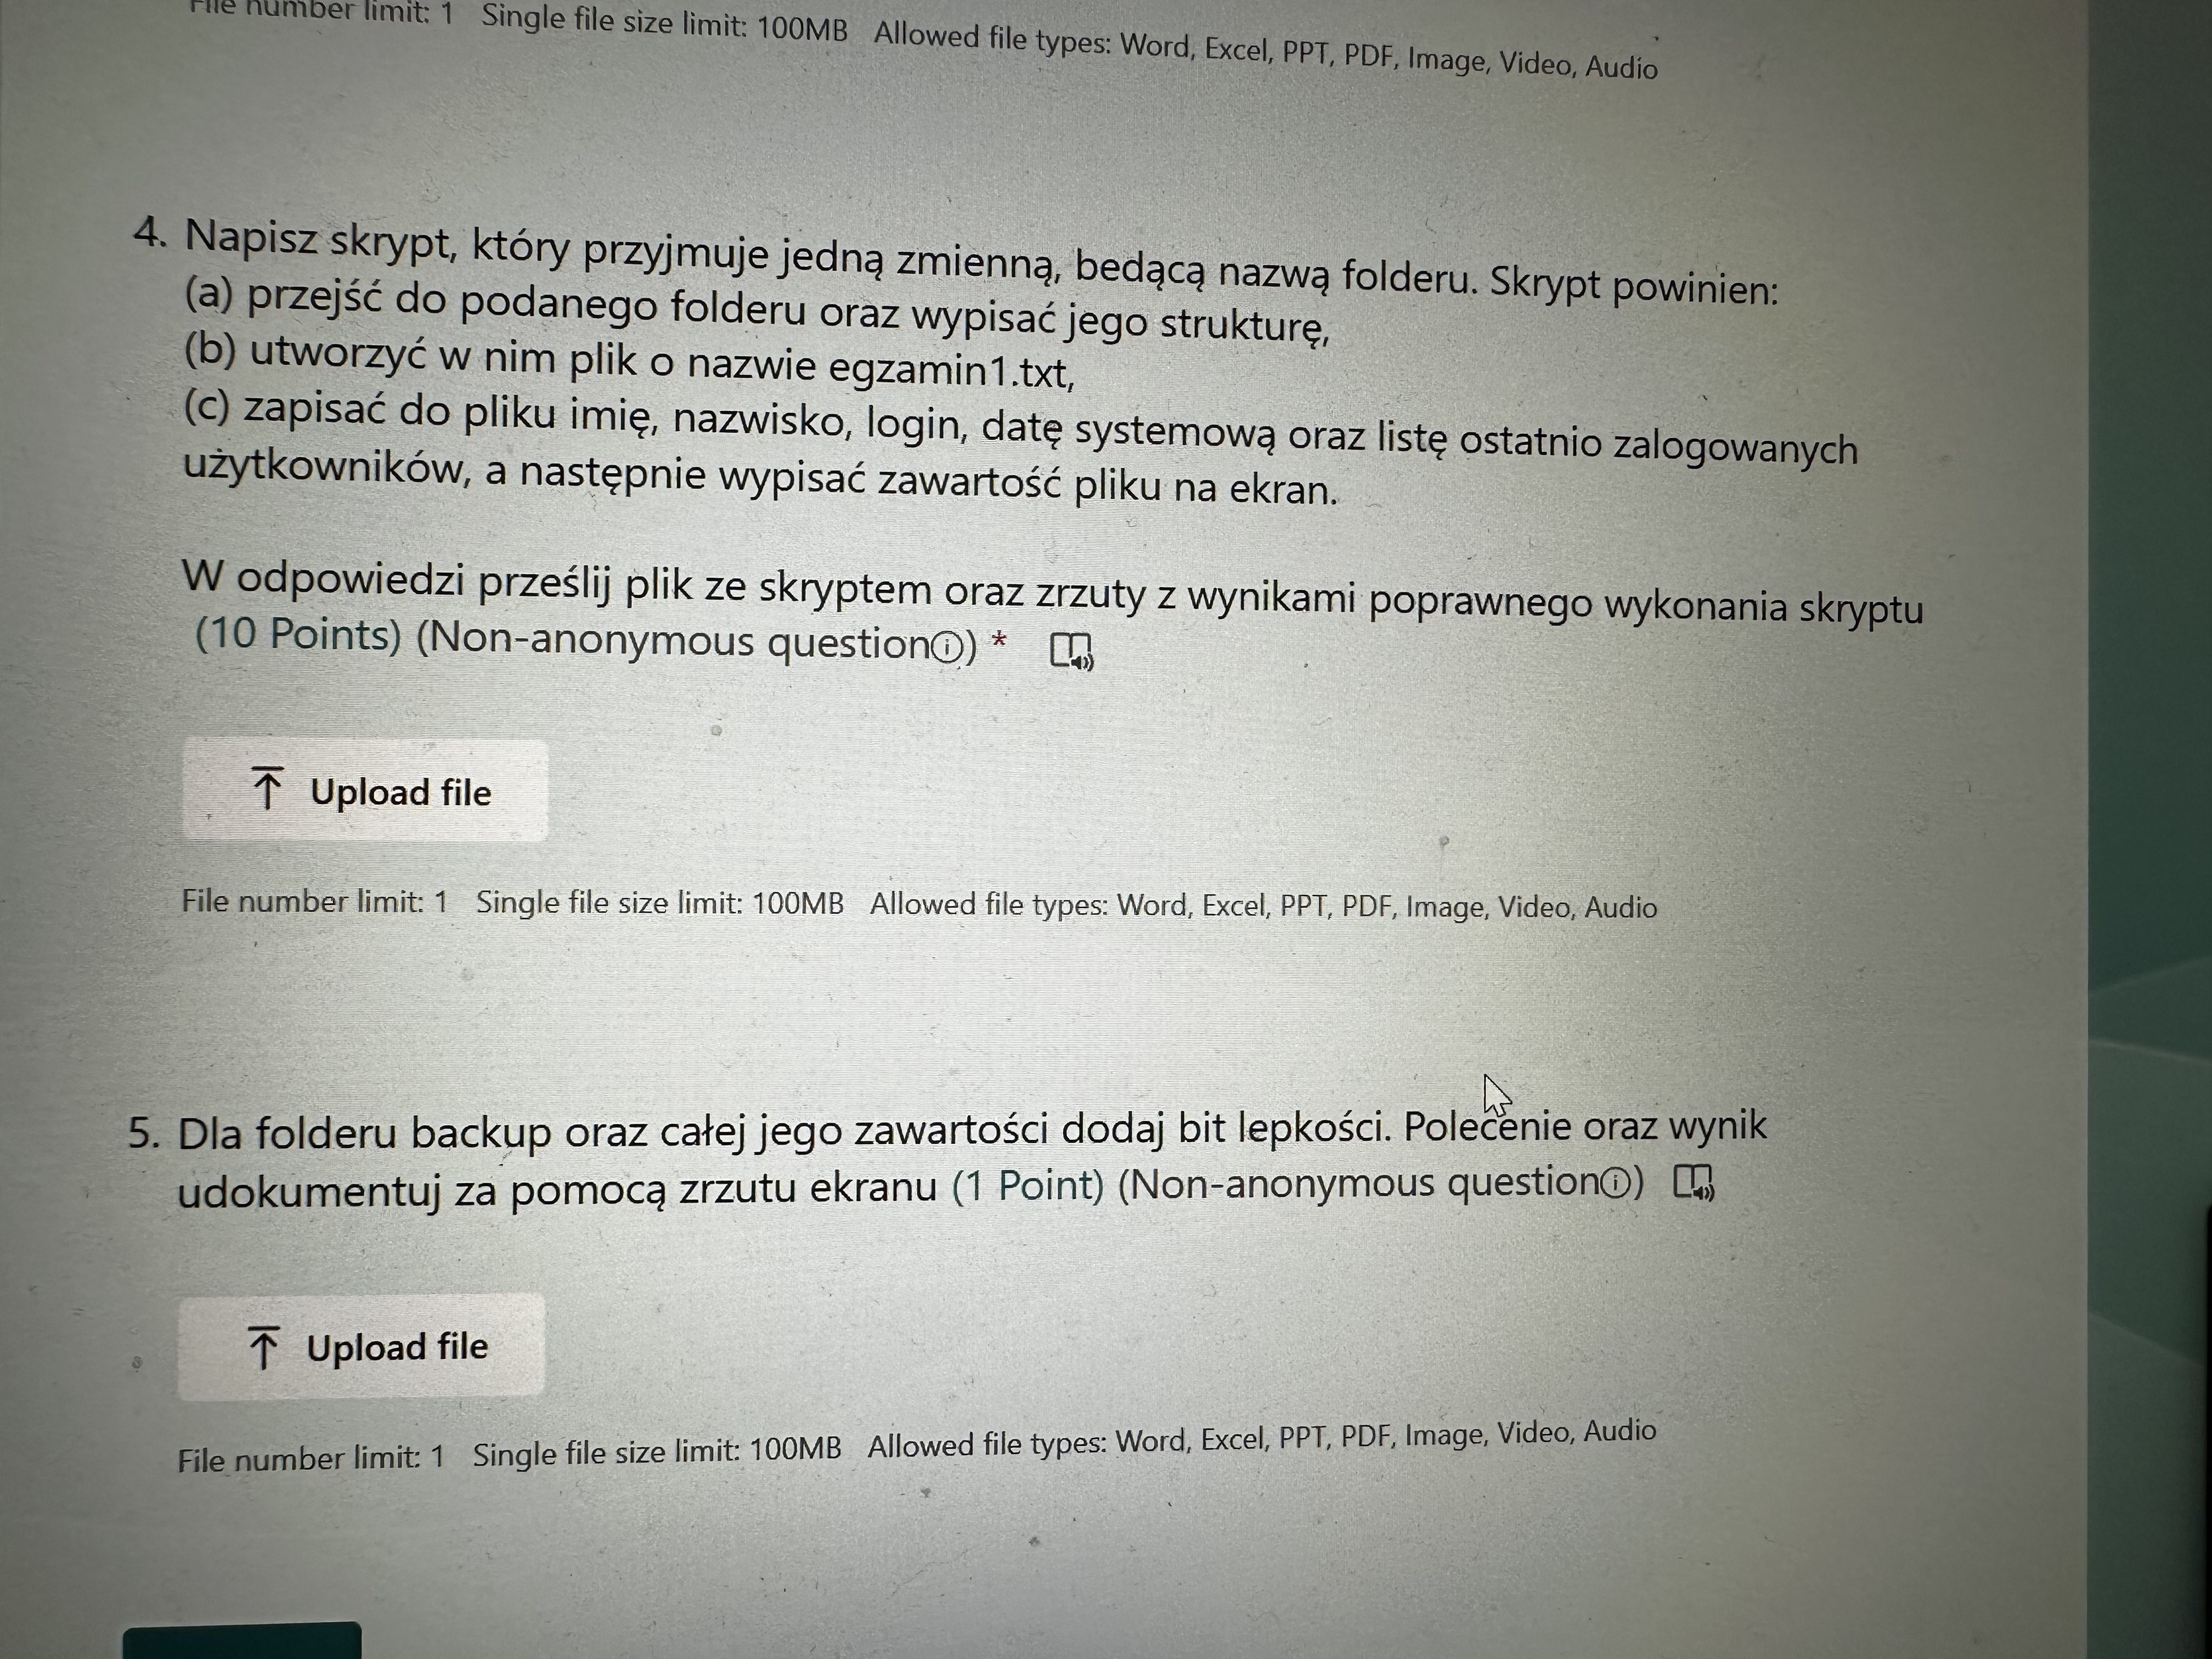 File number limit: 1 Single file size limit: 100MB Allowed file types: Word, Excel, PPT, PDF, Image, Video, Audio
4. Napisz skrypt, który przyjmuje jedną zmienną, bedącą nazwą folderu. Skrypt powinien:
(a) przejść do podanego folderu oraz wypisać jego strukturę,
(b) utworzyć w nim plik o nazwie egzamin1.txt,
(c) zapisać do pliku imię, nazwisko, login, datę systemową oraz listę ostatnio zalogowanych
użytkowników, a następnie wypisać zawartość pliku na ekran.
W odpowiedzi prześlij plik ze skryptem oraz zrzuty z wynikami poprawnego wykonania skryptu
(10 Points) (Non-anonymous question) *
Upload file
File number limit: 1 Single file size limit: 100MB Allowed file types: Word, Excel, PPT, PDF, Image, Video, Audio
5. Dla folderu backup oraz całej jego zawartości dodaj bit lepkości. Polecenie oraz wynik
udokumentuj za pomocą zrzutu ekranu (1 Point) (Non-anonymous question)
Upload file
File number limit: 1 Single file size limit: 100MB Allowed file types: Word, Excel, PPT, PDF, Image, Video, Audio